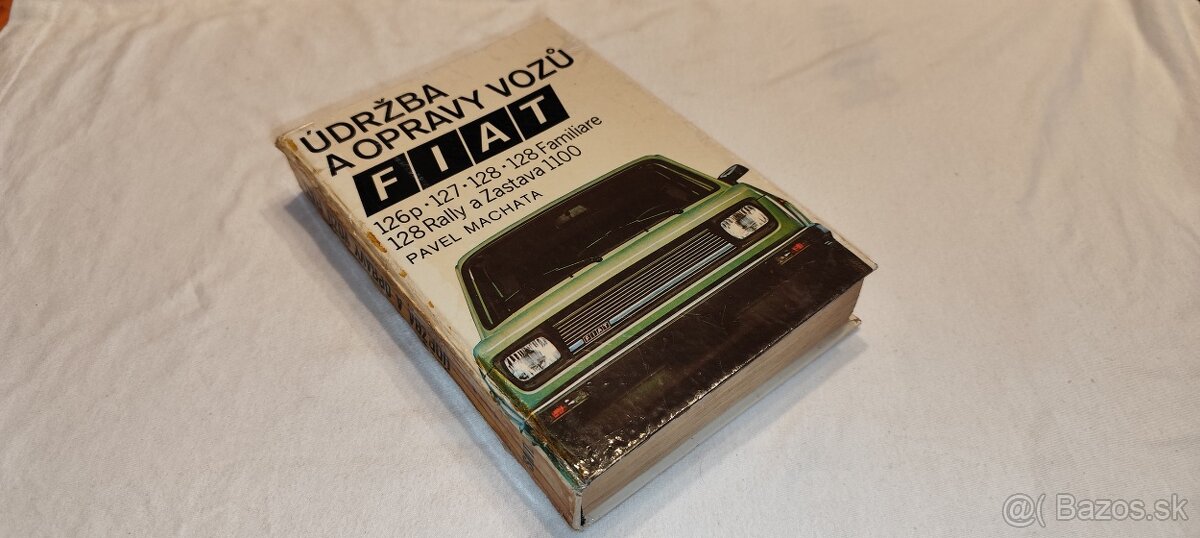 ÚDRŽBA
A OPRAVY VOZŮ
FIAT
126p · 127 · 128 · 128 Familiare
128 Rally a Zastava 1100
PAVEL MACHATA
FIAT
@( Bazos.sk